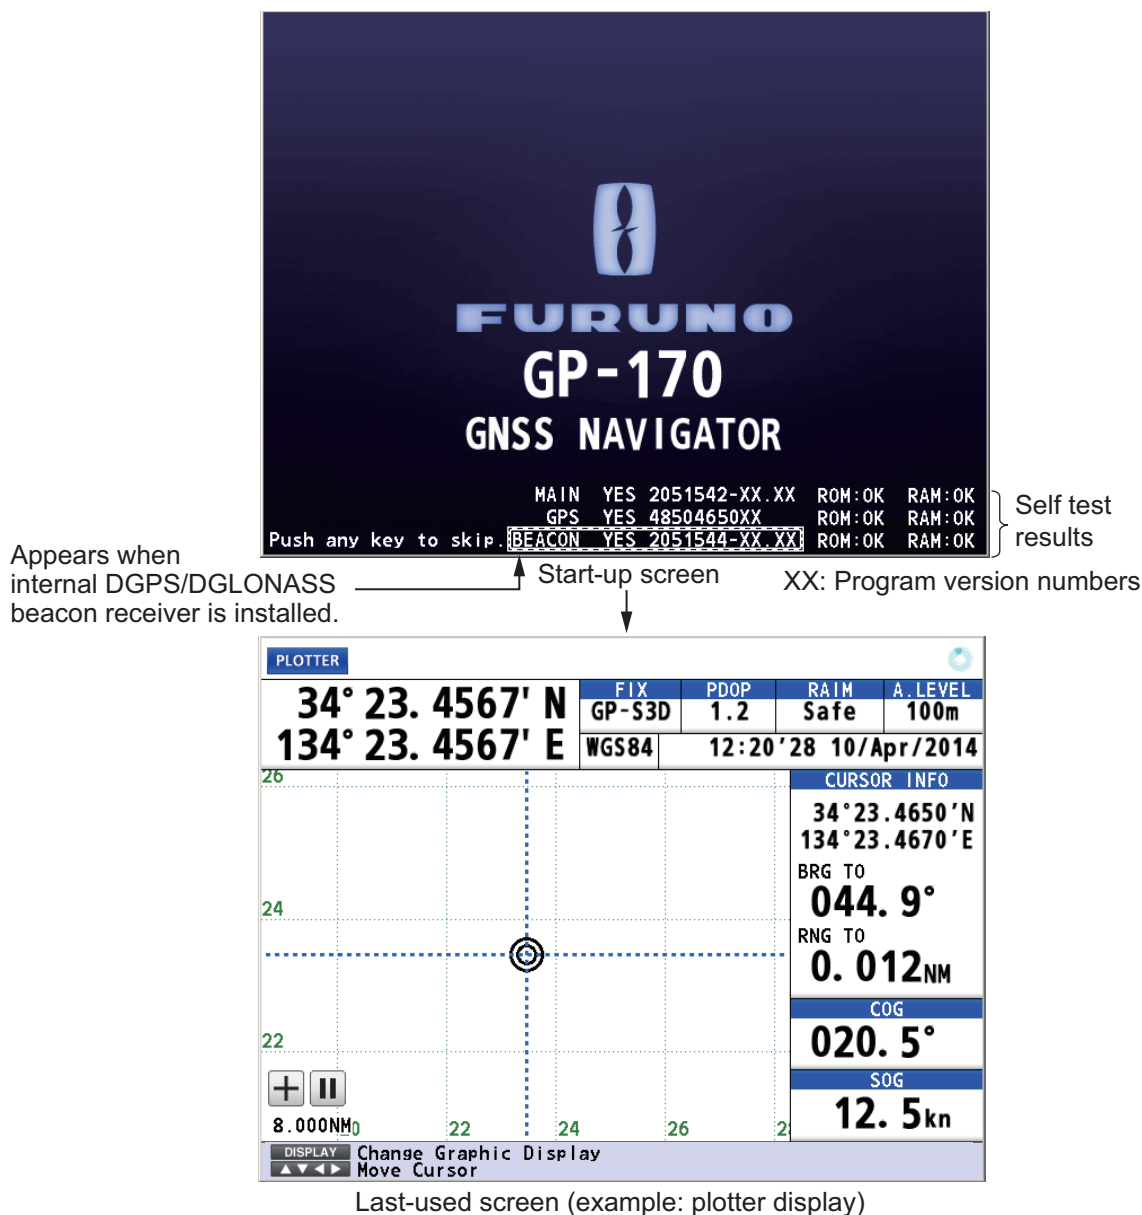 FURUNO
GP-170
GNSS NAVIGATOR
MAIN YES 2051542-XX.XX ROM:OK RAM:OK
GPS YES 48504650XX ROM:OK RAM:OK
Push any key to skip. BEACON YES 2051544-XX.XX ROM:OK RAM:OK
Self test
results
Appears when
internal DGPS/DGLONASS
beacon receiver is installed.
Start-up screen
XX: Program version numbers
PLOTTER
34° 23. 4567' N
134° 23. 4567' E
FIX PDOP RAIM A.LEVEL
GP-S3D 1.2 Safe 100m
WGS84 12:20'28 10/Apr/2014
26
24
22
CURSOR INFO
34°23.4650'N
134°23.4670'E
BRG TO
044. 9°
RNG TO
0. 012NM
COG
020. 5°
SOG
12. 5kn
8.000NM
22 24 26
DISPLAY Change Graphic Display
▲▼◀▶ Move Cursor
Last-used screen (example: plotter display)